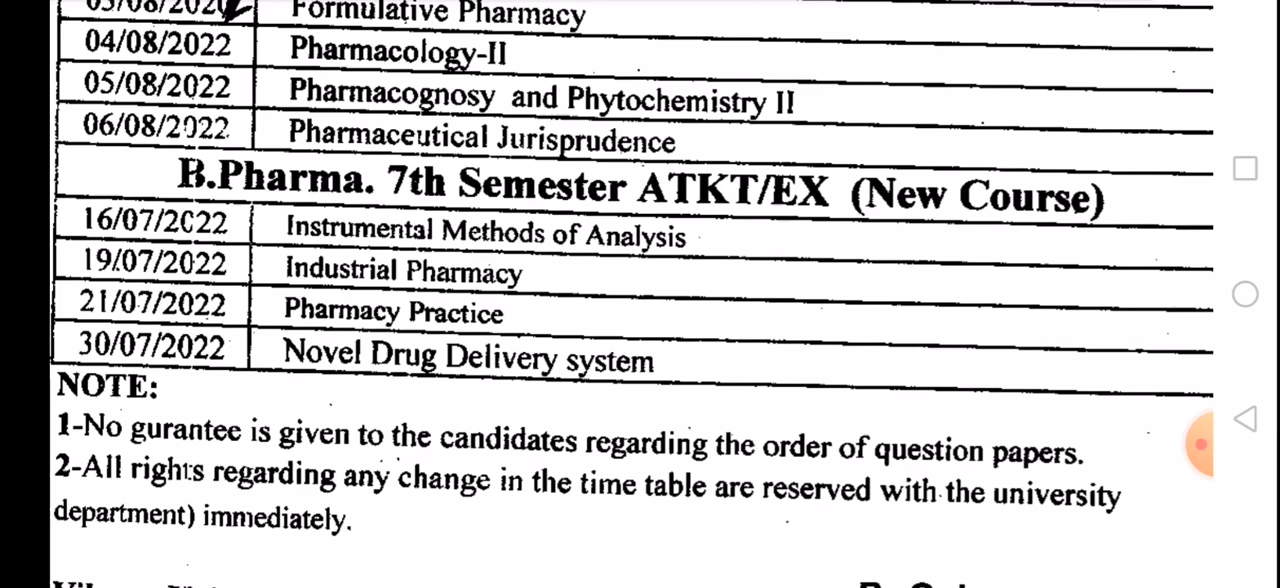 Formulative Pharmacy
04/08/2022 Pharmacology-II
05/08/2022 Pharmacognosy and Phytochemistry II
06/08/2022 Pharmaceutical Jurisprudence
B.Pharma. 7th Semester ATKT/EX (New Course)
16/07/2022 Instrumental Methods of Analysis
19/07/2022 Industrial Pharmacy
21/07/2022 Pharmacy Practice
30/07/2022 Novel Drug Delivery system
NOTE:
1-No gurantee is given to the candidates regarding the order of question papers.
2-All rights regarding any change in the time table are reserved with the university
department) immediately.